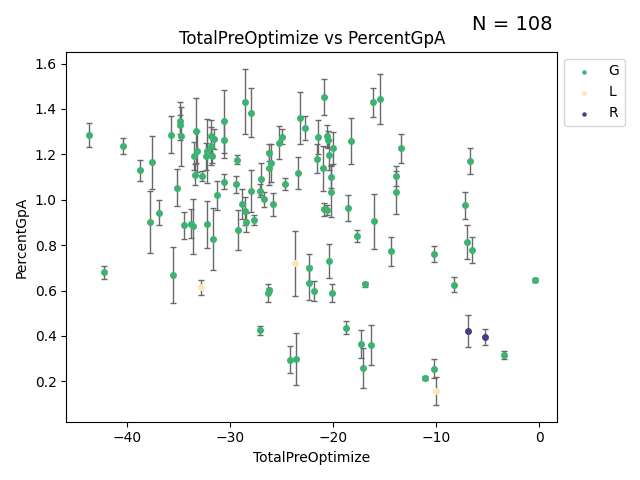 N = 108
TotalPreOptimize vs PercentGpA
1.6
1.4
1.2
1.0
0.8
0.6
0.4
0.2
PercentGpA
−40
−30
−20
−10
0
TotalPreOptimize
G
L
R